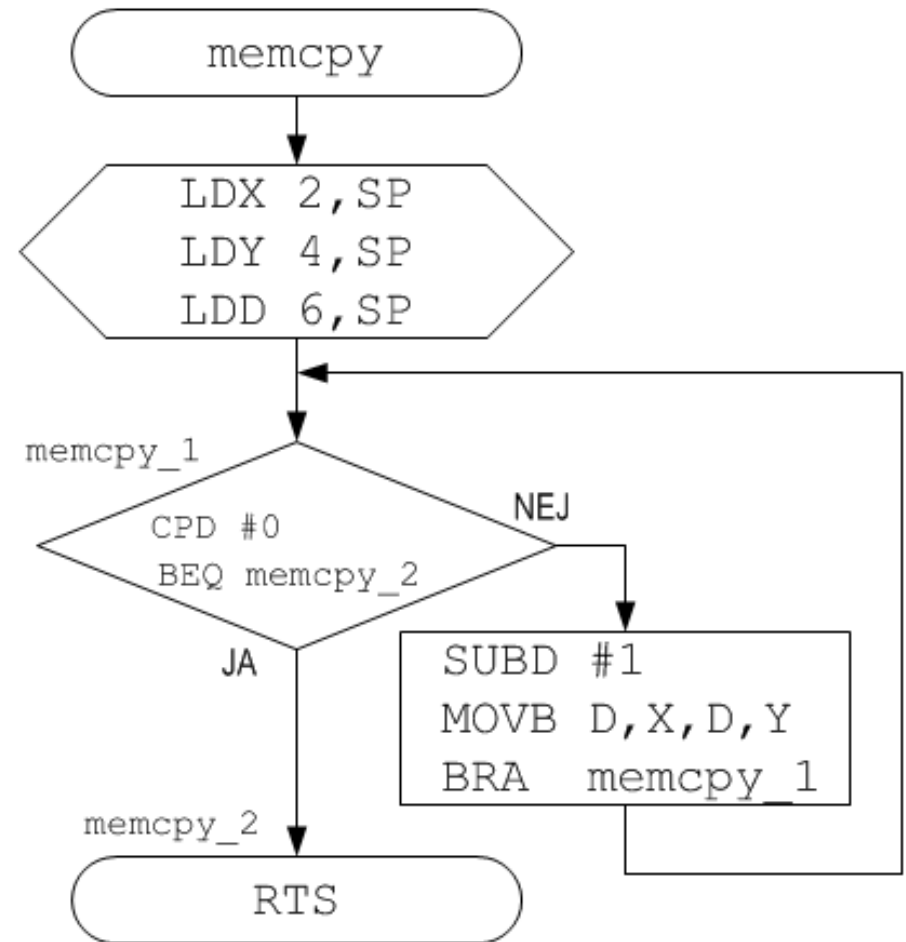 memcpy
LDX 2,SP
LDY 4,SP
LDD 6,SP
memcpy_1
CPD #0
BEQ memcpy_2
NEJ
JA
SUBD #1
MOVB D,X,D,Y
BRA memcpy_1
memcpy_2
RTS